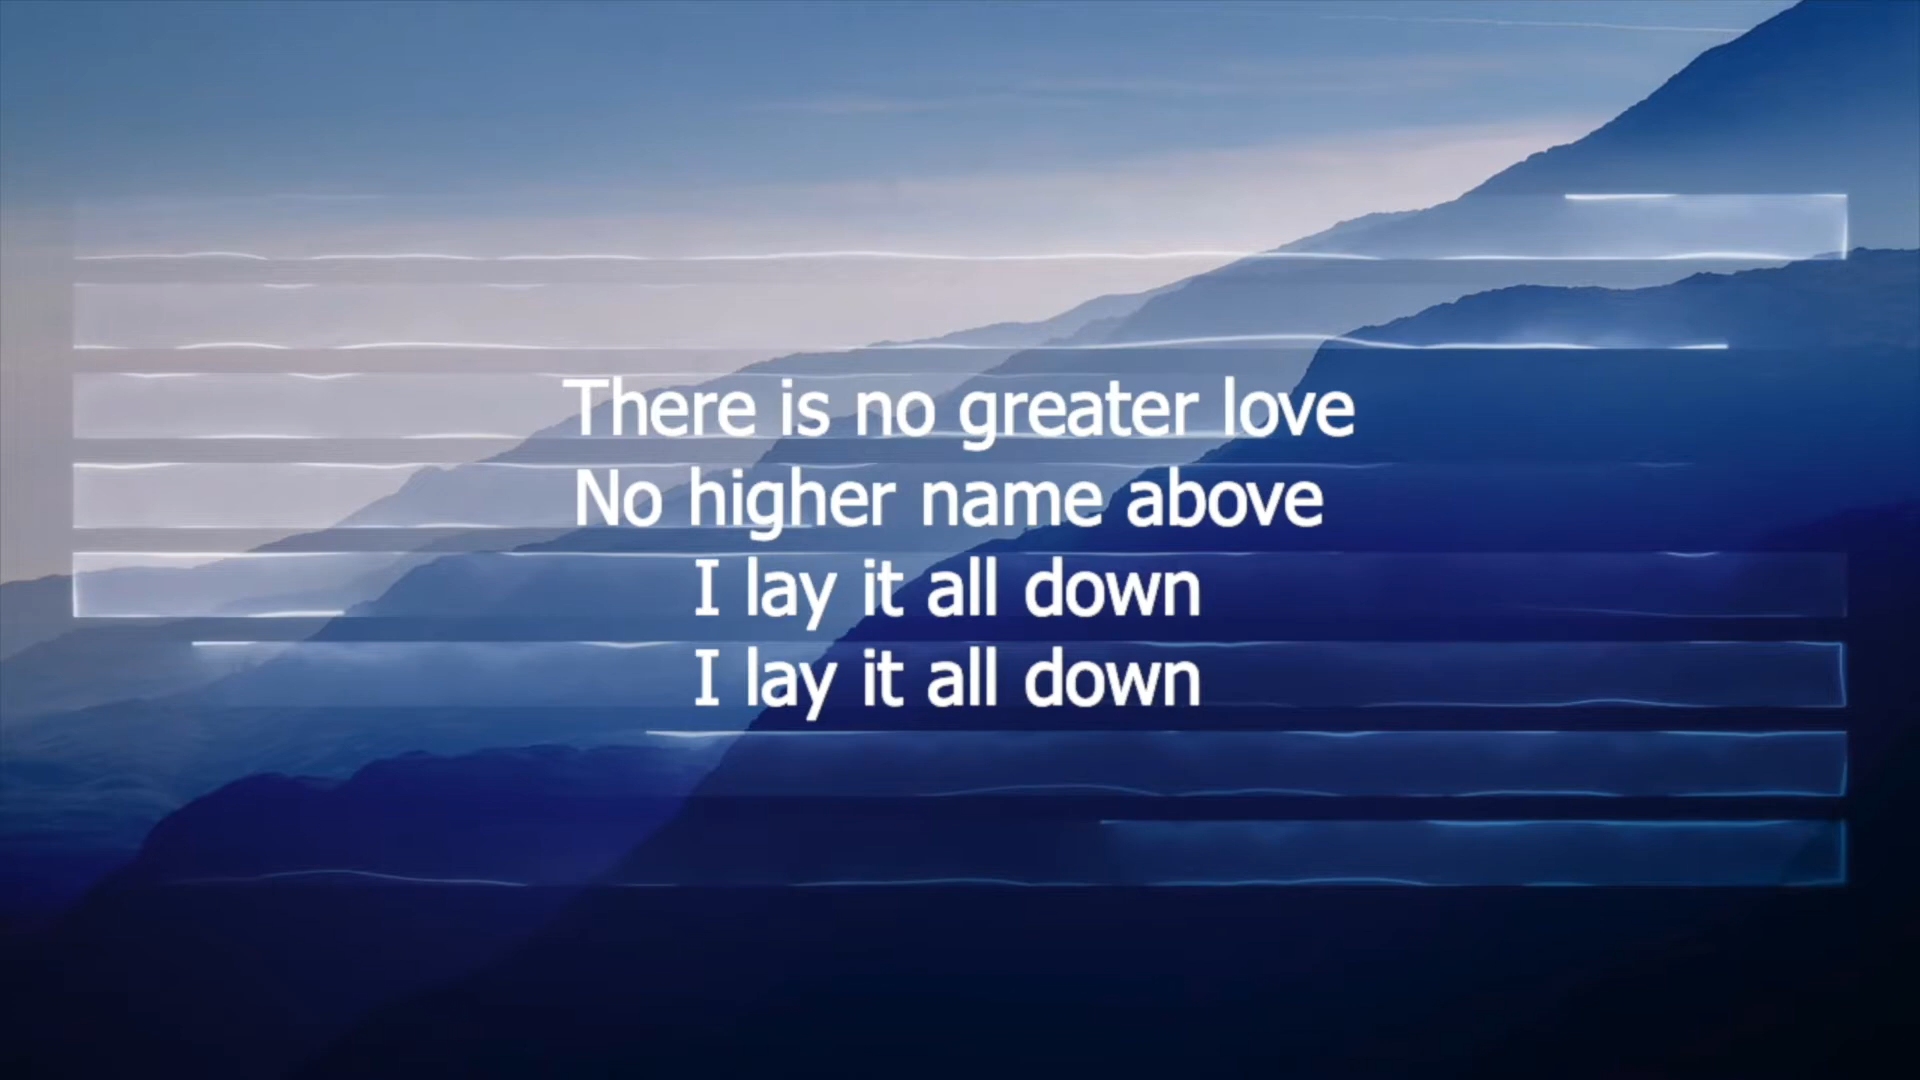 There is no greater love
No higher name above
I lay it all down
I lay it all down